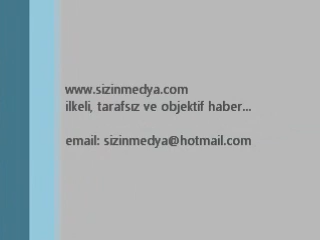 www.sizinmedya.com
ilkeli, tarafsız ve objektif haber...
email: sizinmedya@hotmail.com